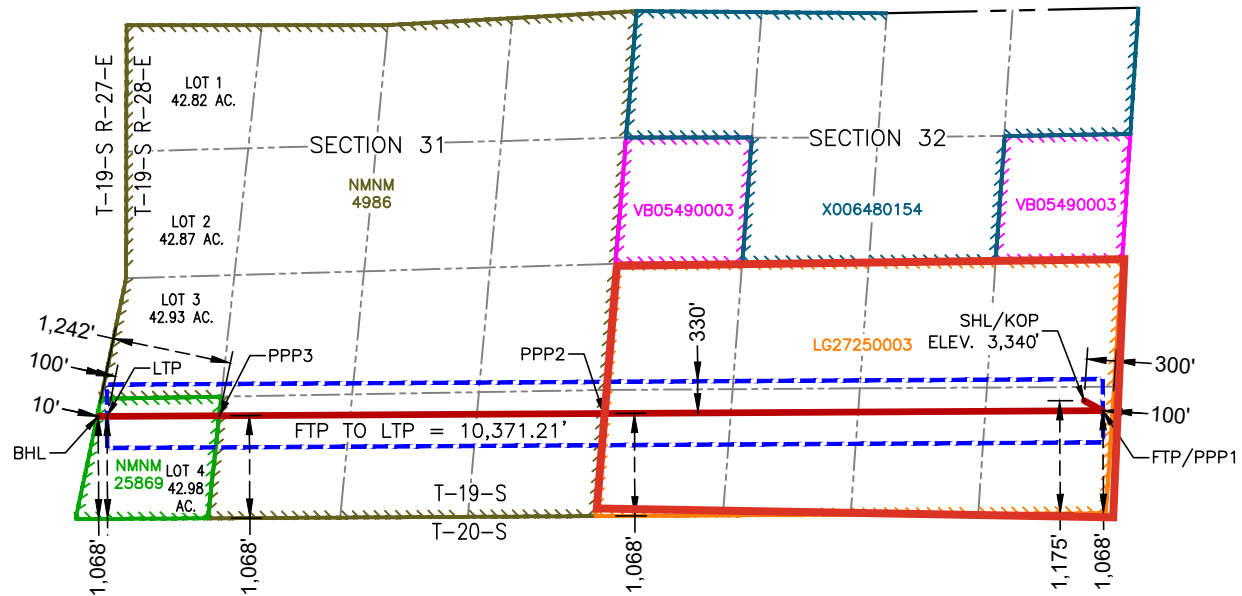 T-19-S R-27-E
T-19-S R-28-E
LOT 1
42.82 AC.
SECTION 31
SECTION 32
NMNM
4986
VB05490003
X006480154
VB05490003
LOT 2
42.87 AC.
LOT 3
42.93 AC.
1,242'
100'
LTP
PPP3
PPP2
330'
LG27250003
SHL/KOP
ELEV. 3,340'
300'
10'
100'
BHL
FTP TO LTP = 10,371.21'
FTP/PPP1
NMNM
25869
LOT 4
42.98
AC.
T-19-S
T-20-S
1,068'
1,068'
1,068'
1,175'
1,068'